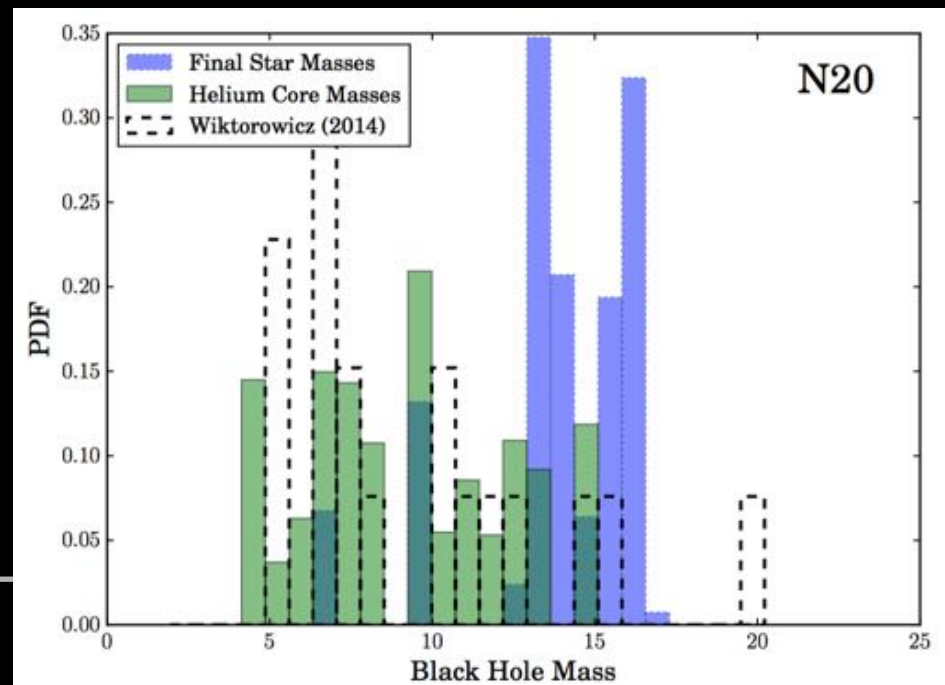 N20
Final Star Masses
Helium Core Masses
Wiktorowicz (2014)
PDF
0.35
0.30
0.25
0.20
0.15
0.10
0.05
0.00
0 5 10 15 20 25
Black Hole Mass